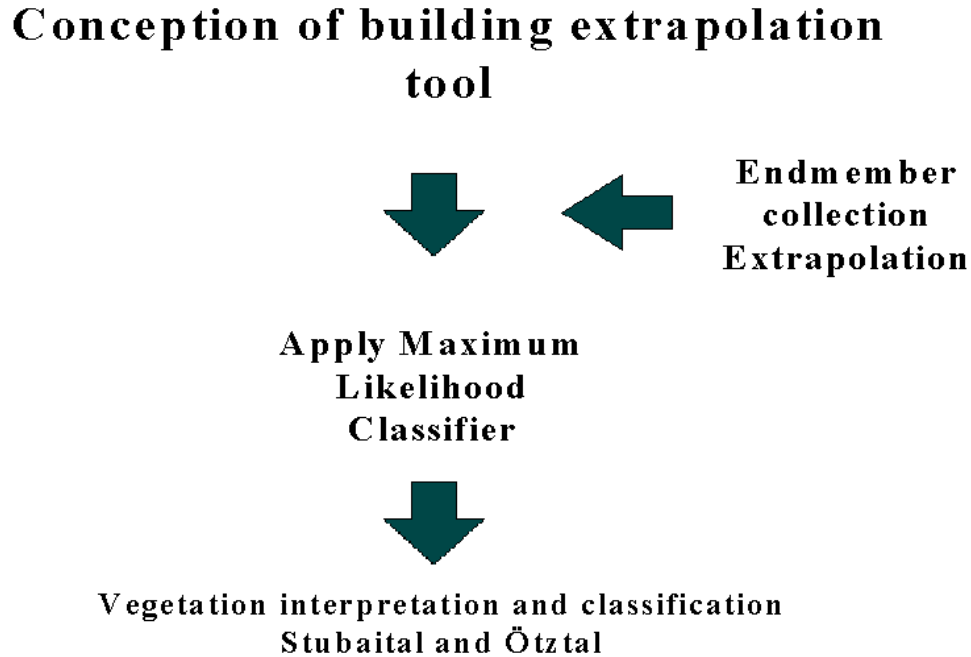 Conception of building extrapolation
tool
Endmember
collection
Extrapolation
Apply Maximum
Likelihood
Classifier
Vegetation interpretation and classification
Stubaital and Ötztal